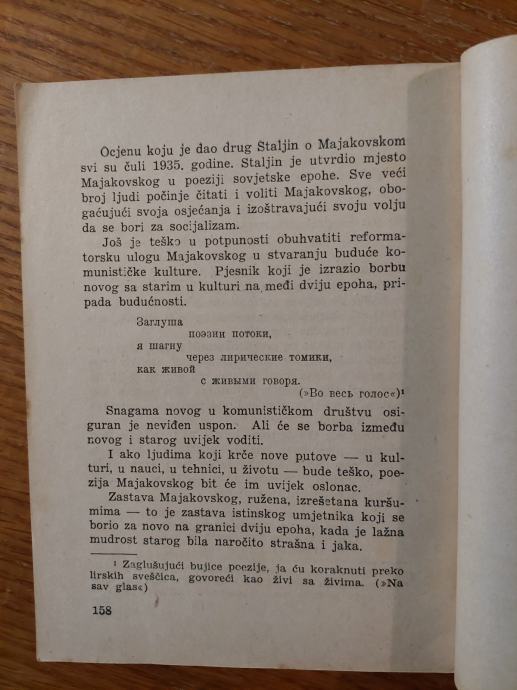 Ocjenu koju je dao drug Staljin o Majakovskom
svi su čuli 1935. godine. Staljin je utvrdio mjesto
Majakovskog u poeziji sovjetske epohe. Sve veći
broj ljudi počinje čitati i voliti Majakovskog, obo-
gaćujući svoja osjećanja i izoštravajući svoju volju
da se bori za socijalizam.
Još je teško u potpunosti obuhvatiti reforma-
torsku ulogu Majakovskog u stvaranju buduće ko-
munističke kulture. Pjesnik koji je izrazio borbu
novog sa starim u kulturi na međi dviju epoha, pri-
pada budućnosti.
Заглуша
поэзии потоки,
я шагну
через лирические томики,
как живой
с живыми говоря.
(»Во весь голос«)¹
Snagama novog u komunističkom društvu osi-
guran je neviđen uspon. Ali će se borba između
novog i starog uvijek voditi.
I ako ljudima koji krče nove putove — u kul-
turi, u nauci, u tehnici, u životu — bude teško, poe-
zija Majakovskog bit će im uvijek oslonac.
Zastava Majakovskog, ružena, izrešetana kuršu-
mima — to je zastava istinskog umjetnika koji se
borio za novo na granici dviju epoha, kada je lažna
mudrost starog bila naročito strašna i jaka.
¹ Zaglušujući bujice poezije, ja ću koraknuti preko
lirskih sveščica, govoreći kao živi sa živima. (»Na
sav glas«)
158